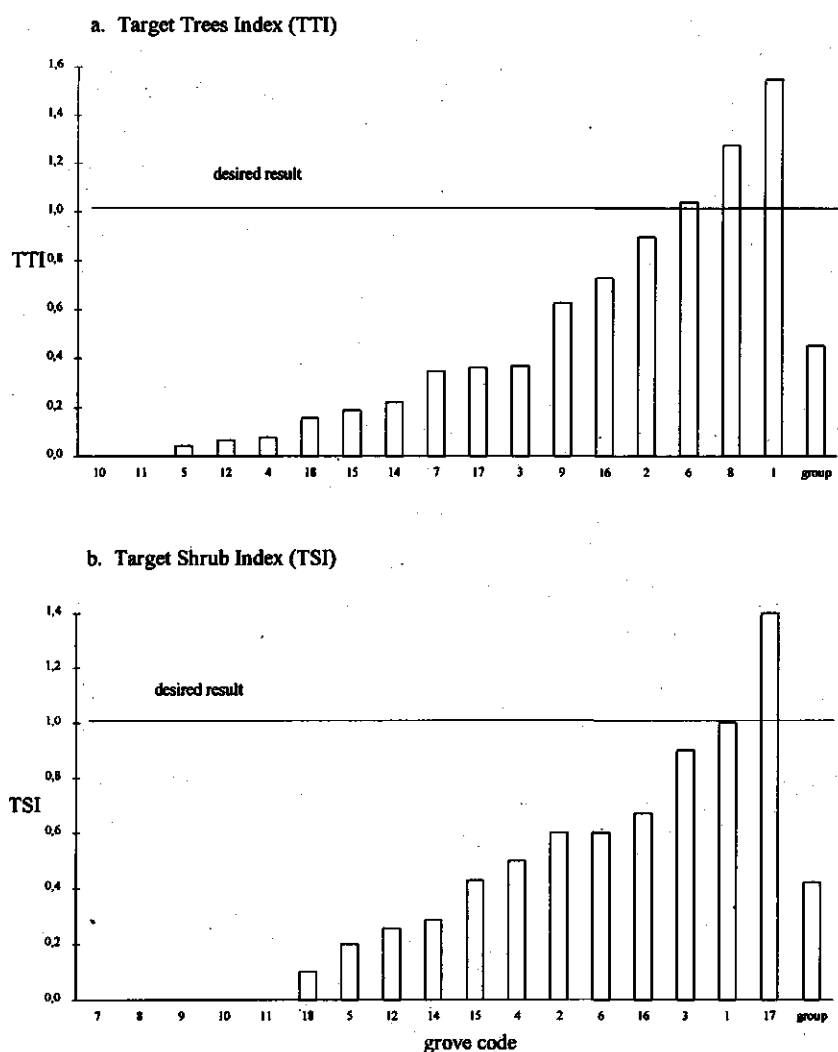 a. Target Trees Index (TTI)
1,6
1,4
1,2
desired result
1,0
TTI 0,8
0,6
0,4
0,2
0,0
10 11 5 12 4 18 15 14 7 17 3 9 16 2 6 8 1 group
b. Target Shrub Index (TSI)
1,4
1,2
desired result
1,0
0,8
TSI
0,6
0,4
0,2
0,0
7 8 9 10 11 18 5 12 14 15 4 2 6 16 3 1 17 group
grove code